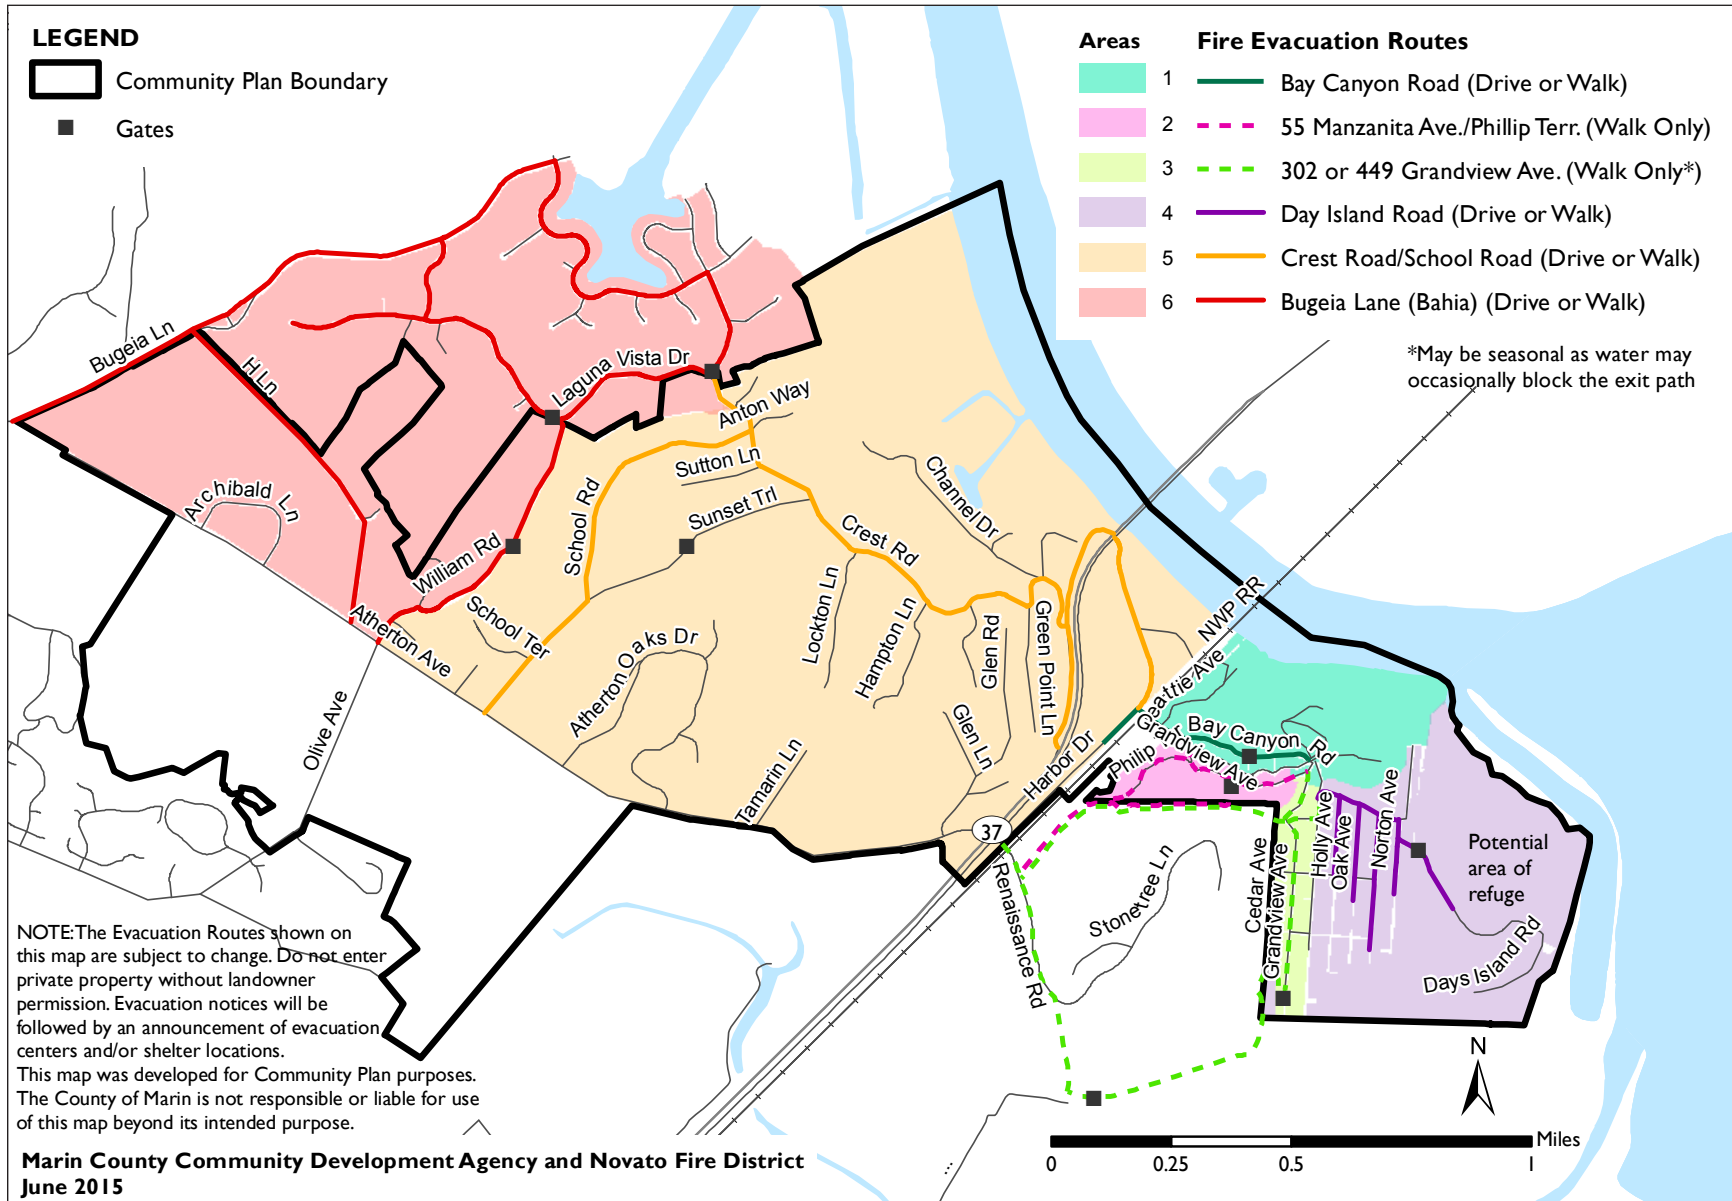 LEGEND
Community Plan Boundary
Gates
Areas
Fire Evacuation Routes
1
Bay Canyon Road (Drive or Walk)
2
55 Manzanita Ave./Phillip Terr. (Walk Only)
3
302 or 449 Grandview Ave. (Walk Only*)
4
Day Island Road (Drive or Walk)
5
Crest Road/School Road (Drive or Walk)
6
Bugeia Lane (Bahia) (Drive or Walk)
*May be seasonal as water may
occasionally block the exit path
Bugeia Ln
H Ln
Laguna Vista Dr
Anton Way
Archibald Ln
Sutton Ln
Sunset Trl
School Rd
Channel Dr
Crest Rd
William Rd
School Ter
Atherton Ave
Atherton Oaks Dr
Lockton Ln
Hampton Ln
Glen Rd
Green Point Ln
NWP RR
Olive Ave
Glen Ln
Tamarin Ln
Harbor Dr
Philip
Grandview Ave
Bay Canyon Rd
37
Renaissance Rd
Stonetree Ln
Cedar Ave
Grandview Ave
Holly Ave
Oak Ave
Norton Ave
Potential
area of
refuge
Days Island Rd
NOTE:The Evacuation Routes shown on
this map are subject to change. Do not enter
private property without landowner
permission. Evacuation notices will be
followed by an announcement of evacuation
centers and/or shelter locations.
This map was developed for Community Plan purposes.
The County of Marin is not responsible or liable for use
of this map beyond its intended purpose.
Marin County Community Development Agency and Novato Fire District
June 2015
N
Miles
0
0.25
0.5
1